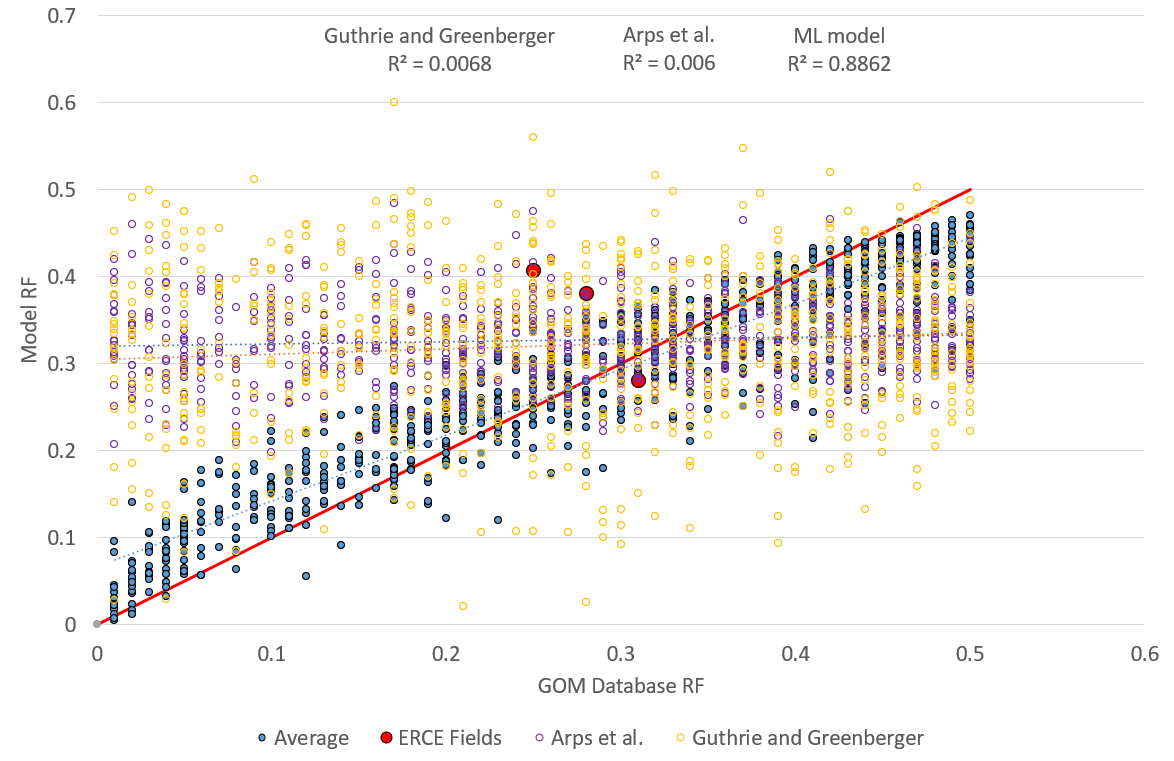 0.7
Guthrie and Greenberger
R² = 0.0068
Arps et al.
R² = 0.006
ML model
R² = 0.8862
0.6
0.5
0.4
0.3
0.2
0.1
0
Model RF
0 0.1 0.2 0.3 0.4 0.5 0.6
GOM Database RF
Average ERCE Fields Arps et al. Guthrie and Greenberger